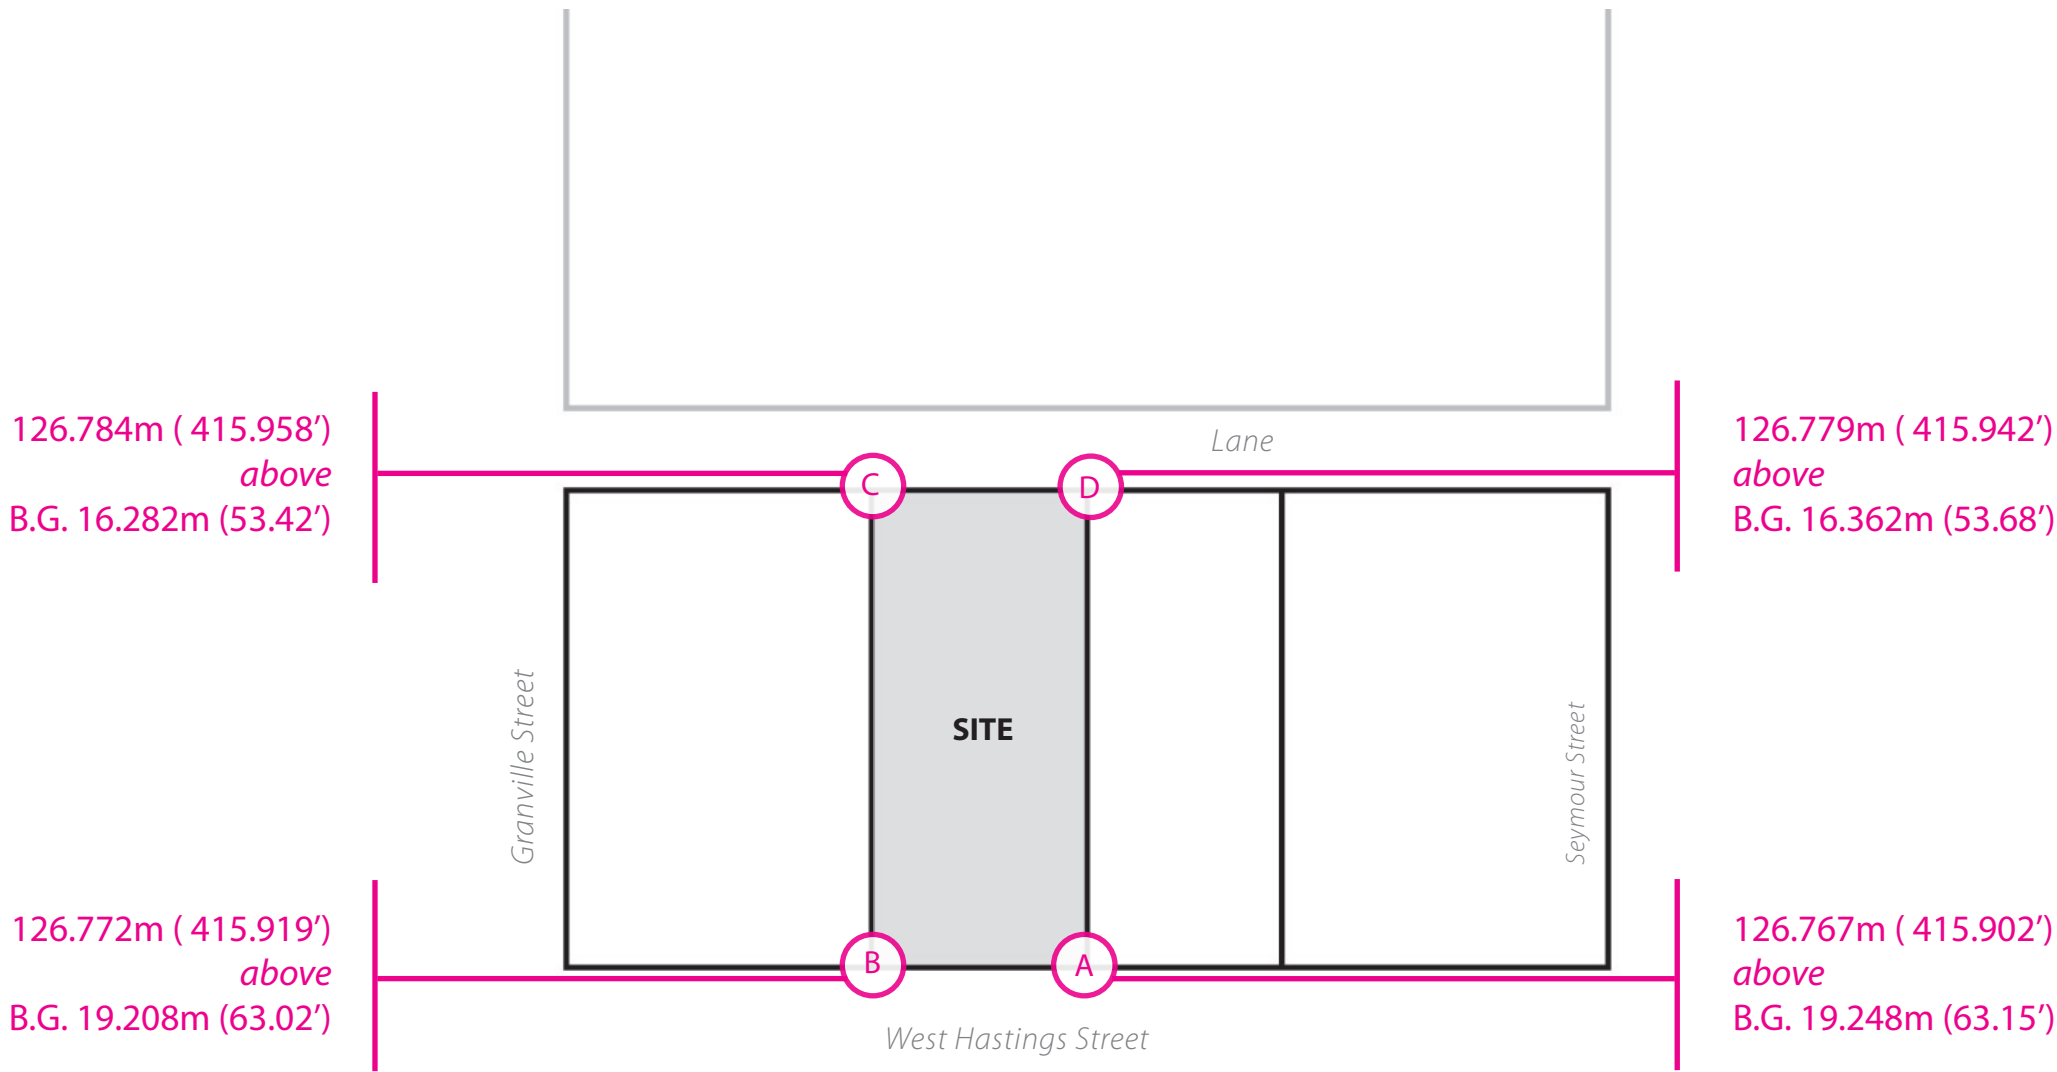 126.784m ( 415.958’)
above
B.G. 16.282m (53.42’)
126.779m ( 415.942’)
above
B.G. 16.362m (53.68’)
Lane
C
D
Granville Street
SITE
Seymour Street
126.772m ( 415.919’)
above
B.G. 19.208m (63.02’)
B
A
126.767m ( 415.902’)
above
B.G. 19.248m (63.15’)
West Hastings Street